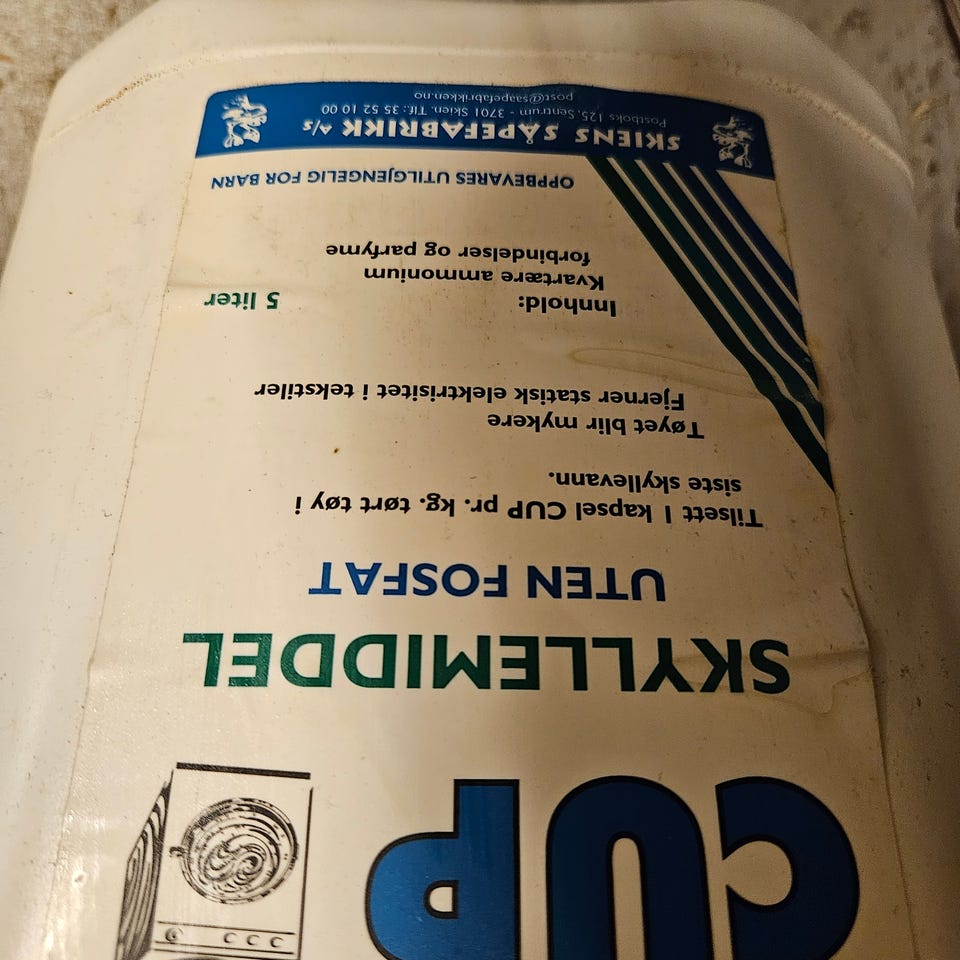 CUP
SKYLLEMIDDEL
UTEN FOSFAT
Tilsett 1 kapsel CUP pr. kg. tørt tøy i
siste skyllevann.
Tøyet blir mykere
Fjerner statisk elektrisitet i tekstiler
Innhold: 5 liter
Kvartære ammonium
forbindelser og parfyme
OPPBEVARES UTILGJENGELIG FOR BARN
SKIENS SÅPEFABRIKK A/S
Postboks 125, Sentrum - 3701 Skien. Tlf.: 35 52 10 00
post@saapefabrikken.no